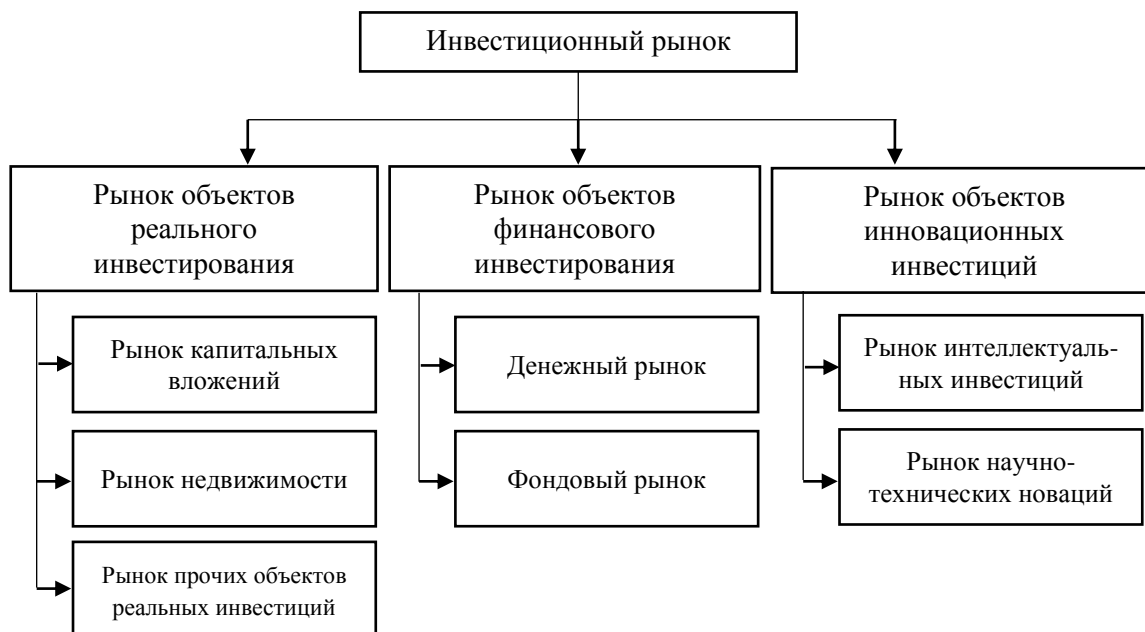 Инвестиционный рынок
Рынок объектов
реального
инвестирования
Рынок капитальных
вложений
Рынок недвижимости
Рынок прочих объектов
реальных инвестиций
Рынок объектов
финансового
инвестирования
Денежный рынок
Фондовый рынок
Рынок объектов
инновационных
инвестиций
Рынок интеллектуаль-
ных инвестиций
Рынок научно-
технических новаций